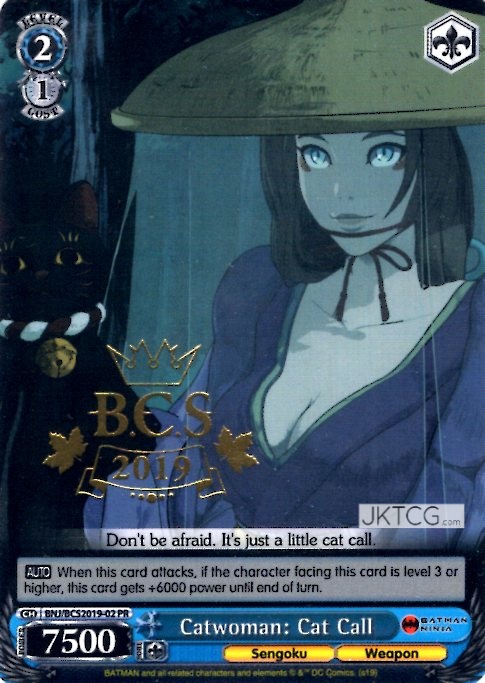 LEVEL
2
1
COST
B.C.S
2019
JKTCG.com
Don't be afraid. It's just a little cat call.
AUTO When this card attacks, if the character facing this card is level 3 or
higher, this card gets +6000 power until end of turn.
CH BNJ/BCS2019-02 PR
POWER 7500 SOUL Catwoman: Cat Call BATMAN NINJA
Sengoku Weapon
BATMAN and all related characters and elements © & ™ DC Comics. (s19)